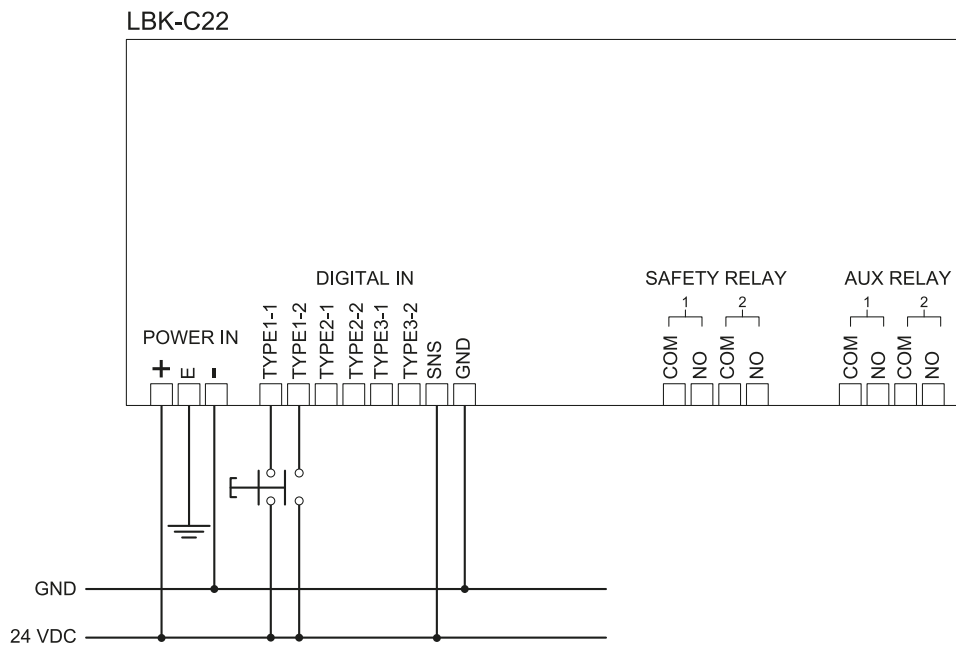 LBK-C22
DIGITAL IN
SAFETY RELAY
AUX RELAY
1 2 1 2
POWER IN
+ E - TYPE1-1 TYPE1-2 TYPE2-1 TYPE2-2 TYPE3-1 TYPE3-2 SNS GND COM NO COM NO COM NO COM NO
GND
24 VDC